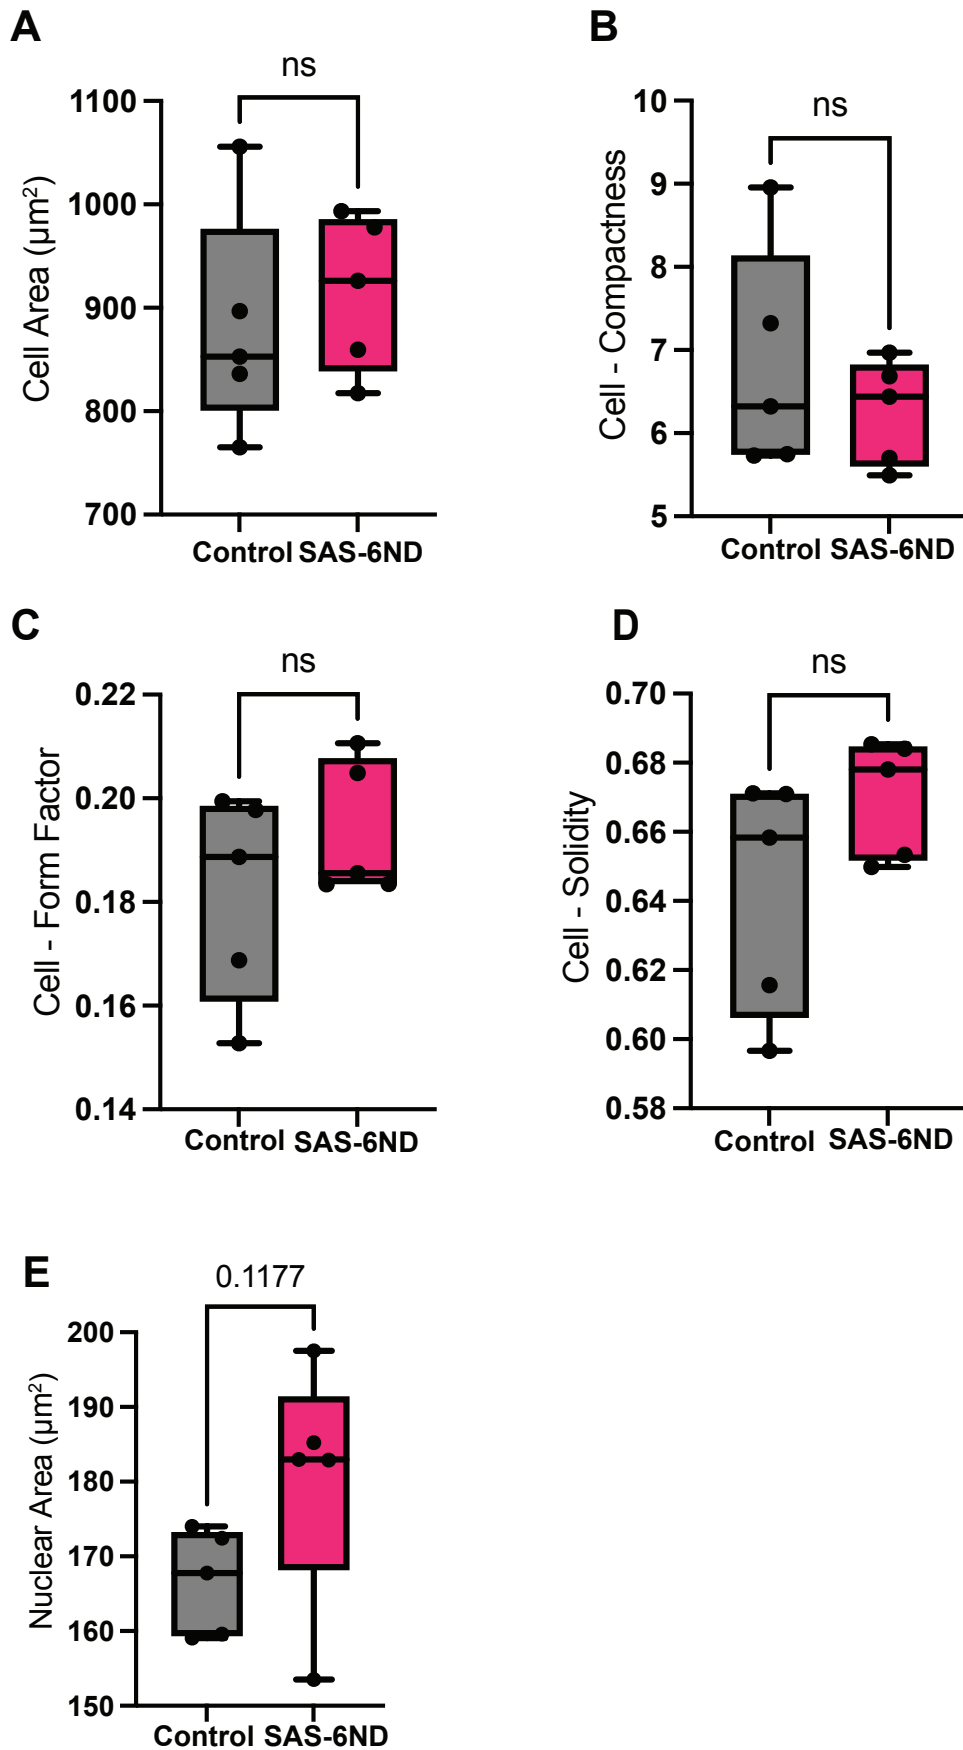 A
ns
Cell Area (µm²)
1100
1000
900
800
700
Control SAS-6ND
B
ns
Cell - Compactness
10
9
8
7
6
5
Control SAS-6ND
C
ns
Cell - Form Factor
0.22
0.20
0.18
0.16
0.14
Control SAS-6ND
D
ns
Cell - Solidity
0.70
0.68
0.66
0.64
0.62
0.60
0.58
Control SAS-6ND
E
0.1177
Nuclear Area (µm²)
200
190
180
170
160
150
Control SAS-6ND